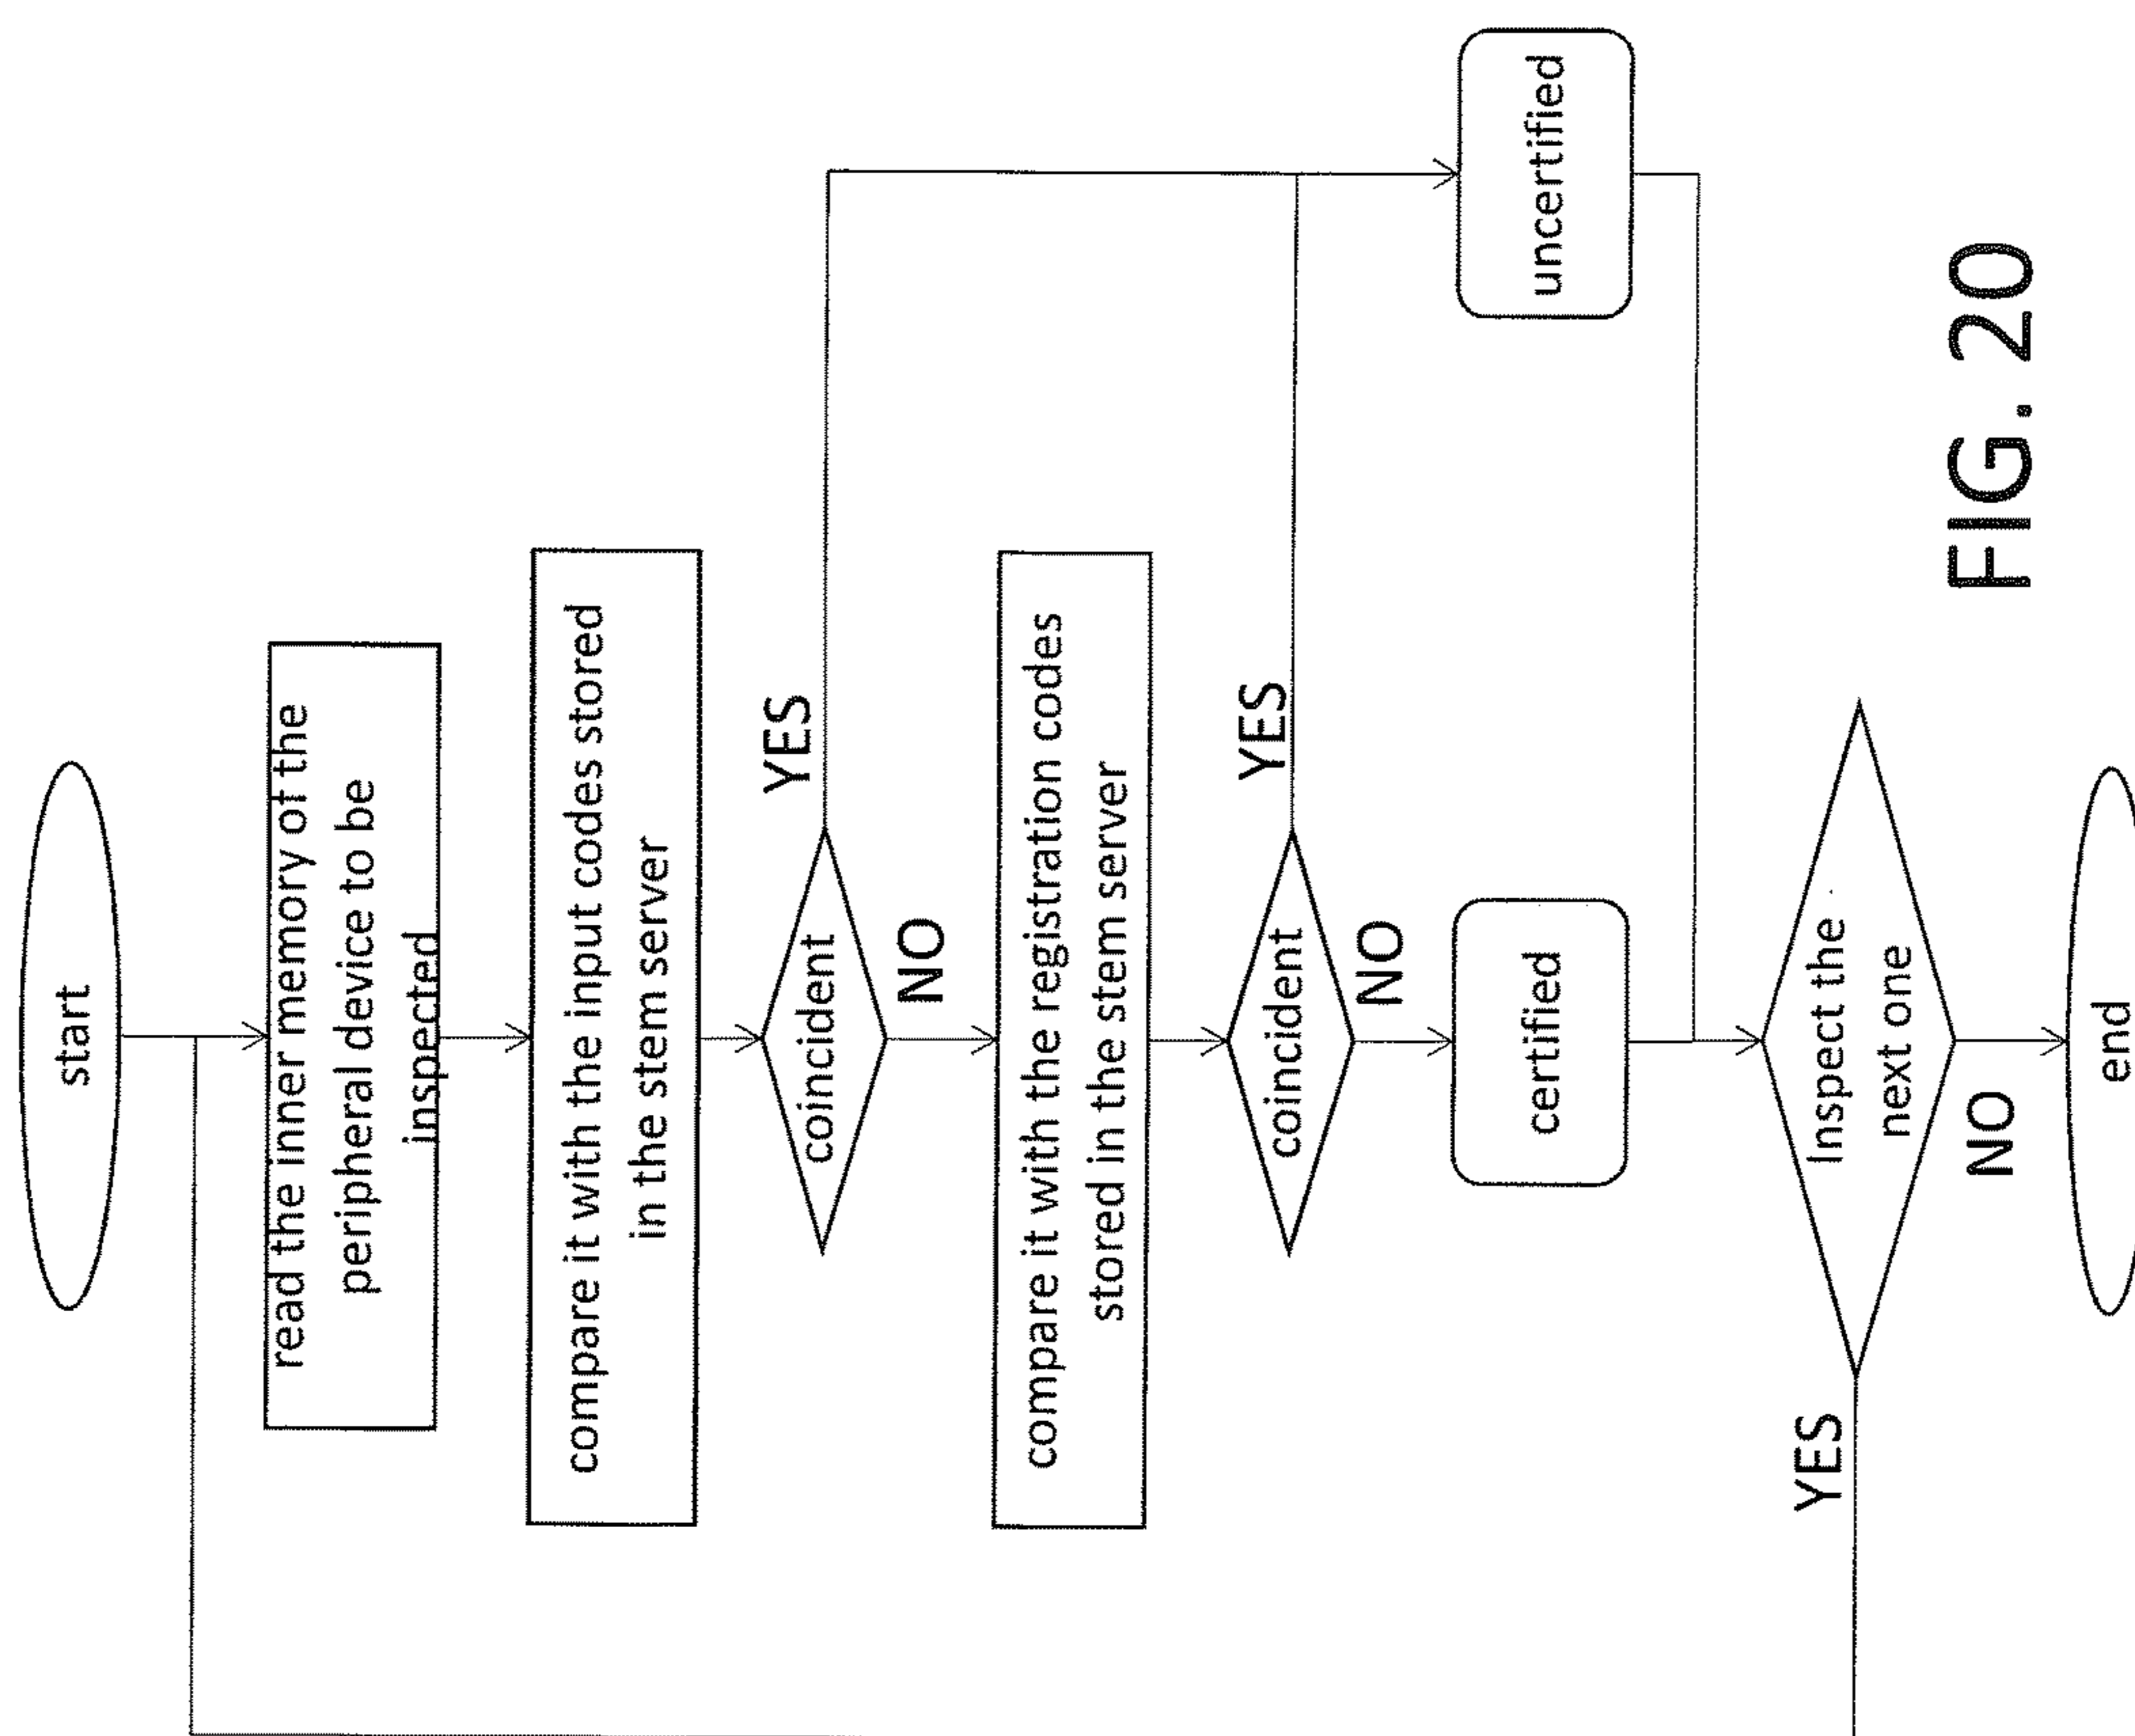 start
read the inner memory of the
peripheral device to be
inspected
compare it with the input codes stored
in the stem server
coincident
YES
NO
compare it with the registration codes
stored in the stem server
coincident
YES
NO
certified
uncertified
Inspect the
next one
YES
NO
end
FIG. 20